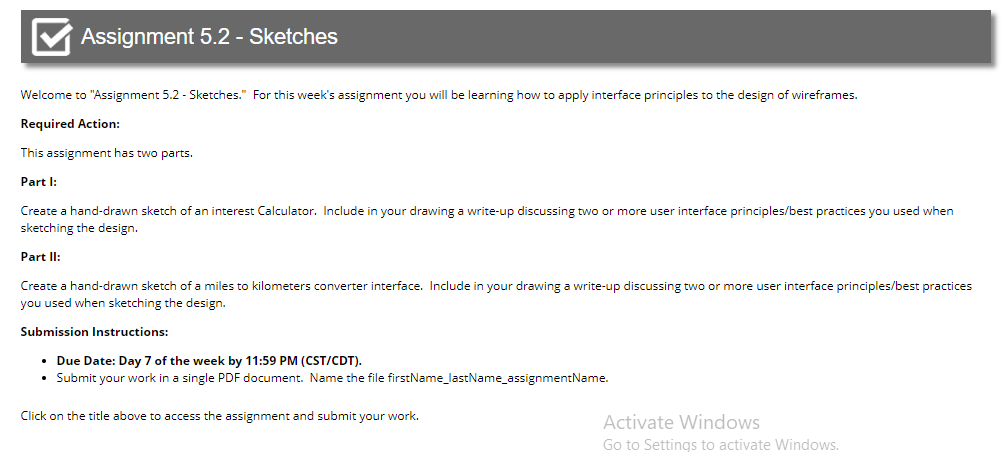 Assignment 5.2 - Sketches
Welcome to "Assignment 5.2 - Sketches."  For this week's assignment you will be learning how to apply interface principles to the design of wireframes.
Required Action:
This assignment has two parts.
Part I:
Create a hand-drawn sketch of an interest Calculator.  Include in your drawing a write-up discussing two or more user interface principles/best practices you used when
sketching the design.
Part II:
Create a hand-drawn sketch of a miles to kilometers converter interface.  Include in your drawing a write-up discussing two or more user interface principles/best practices
you used when sketching the design.
Submission Instructions:
• Due Date: Day 7 of the week by 11:59 PM (CST/CDT).
• Submit your work in a single PDF document.  Name the file firstName_lastName_assignmentName.
Click on the title above to access the assignment and submit your work.
Activate Windows
Go to Settings to activate Windows.